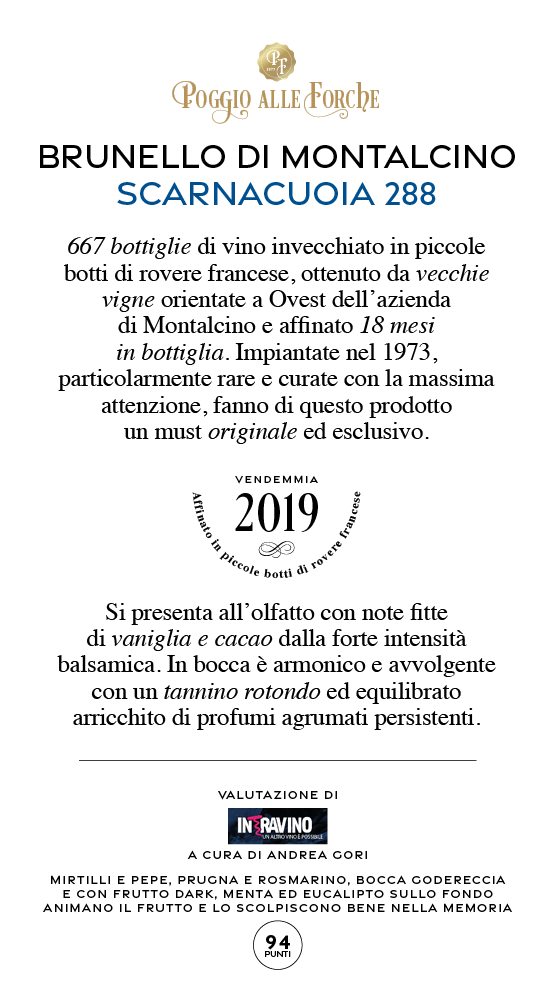 PF
POGGIO ALLE FORCHE
BRUNELLO DI MONTALCINO
SCARNACUOIA 288
667 bottiglie di vino invecchiato in piccole
botti di rovere francese, ottenuto da vecchie
vigne orientate a Ovest dell’azienda
di Montalcino e affinato 18 mesi
in bottiglia. Impiantate nel 1973,
particolarmente rare e curate con la massima
attenzione, fanno di questo prodotto
un must originale ed esclusivo.
VENDEMMIA
2019
Affinato in piccole botti di rovere francese
Si presenta all’olfatto con note fitte
di vaniglia e cacao dalla forte intensità
balsamica. In bocca è armonico e avvolgente
con un tannino rotondo ed equilibrato
arricchito di profumi agrumati persistenti.
VALUTAZIONE DI
INTRAVINO
UN ALTRO VINO È POSSIBILE
A CURA DI ANDREA GORI
MIRTILLI E PEPE, PRUGNA E ROSMARINO, BOCCA GODERECCIA
E CON FRUTTO DARK, MENTA ED EUCALIPTO SULLO FONDO
ANIMANO IL FRUTTO E LO SCOLPISCONO BENE NELLA MEMORIA
94
PUNTI